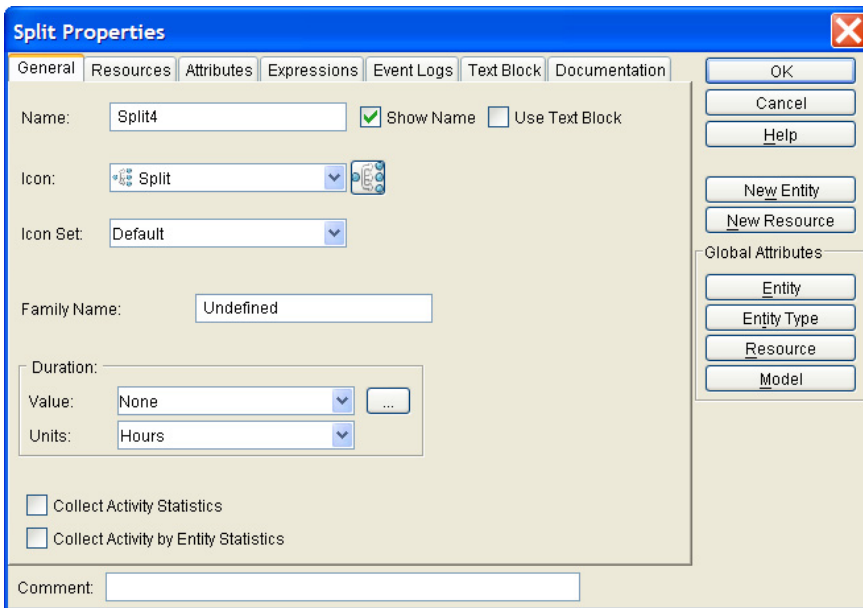 Split Properties
General Resources Attributes Expressions Event Logs Text Block Documentation
OK
Cancel
Help
New Entity
New Resource
Global Attributes
Entity
Entity Type
Resource
Model
Name: Split4 Show Name Use Text Block
Icon: Split
Icon Set: Default
Family Name: Undefined
Duration:
Value: None ...
Units: Hours
Collect Activity Statistics
Collect Activity by Entity Statistics
Comment: